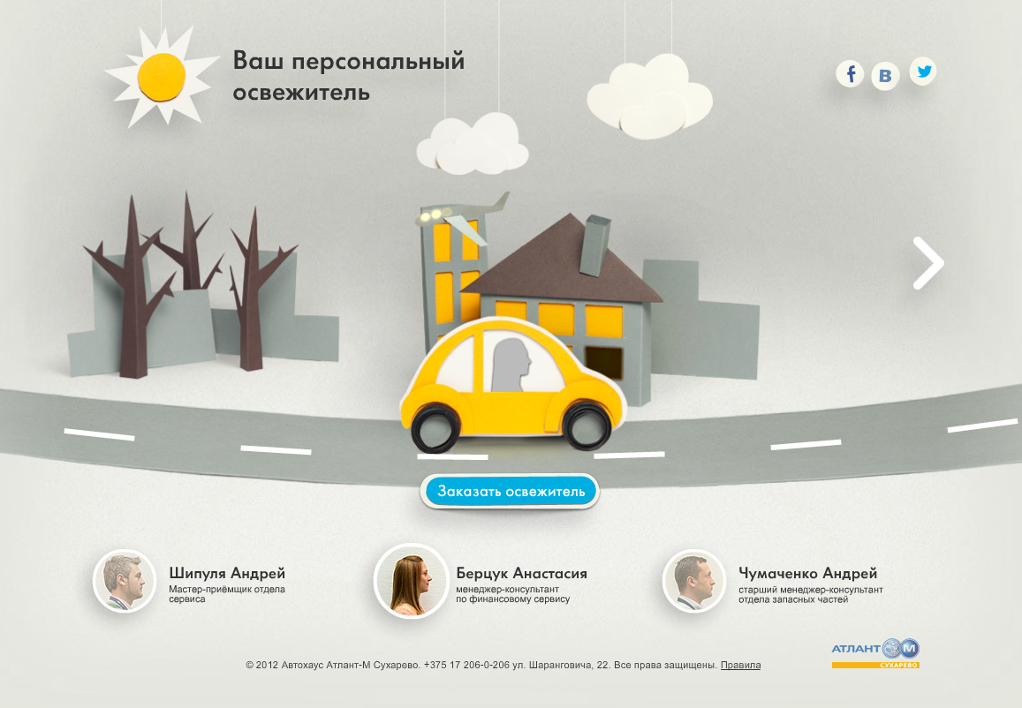 Ваш персональный
освежитель
Заказать освежитель
Шипуля Андрей
Мастер-приёмщик отдела
сервиса
Берцук Анастасия
менеджер-консультант
по финансовому сервису
Чумаченко Андрей
старший менеджер-консультант
отдела запасных частей
АТЛАНТ М
СУХАРЕВО
© 2012 Автохаус Атлант-М Сухарево. +375 17 206-0-206 ул. Шаранговича, 22. Все права защищены. Правила